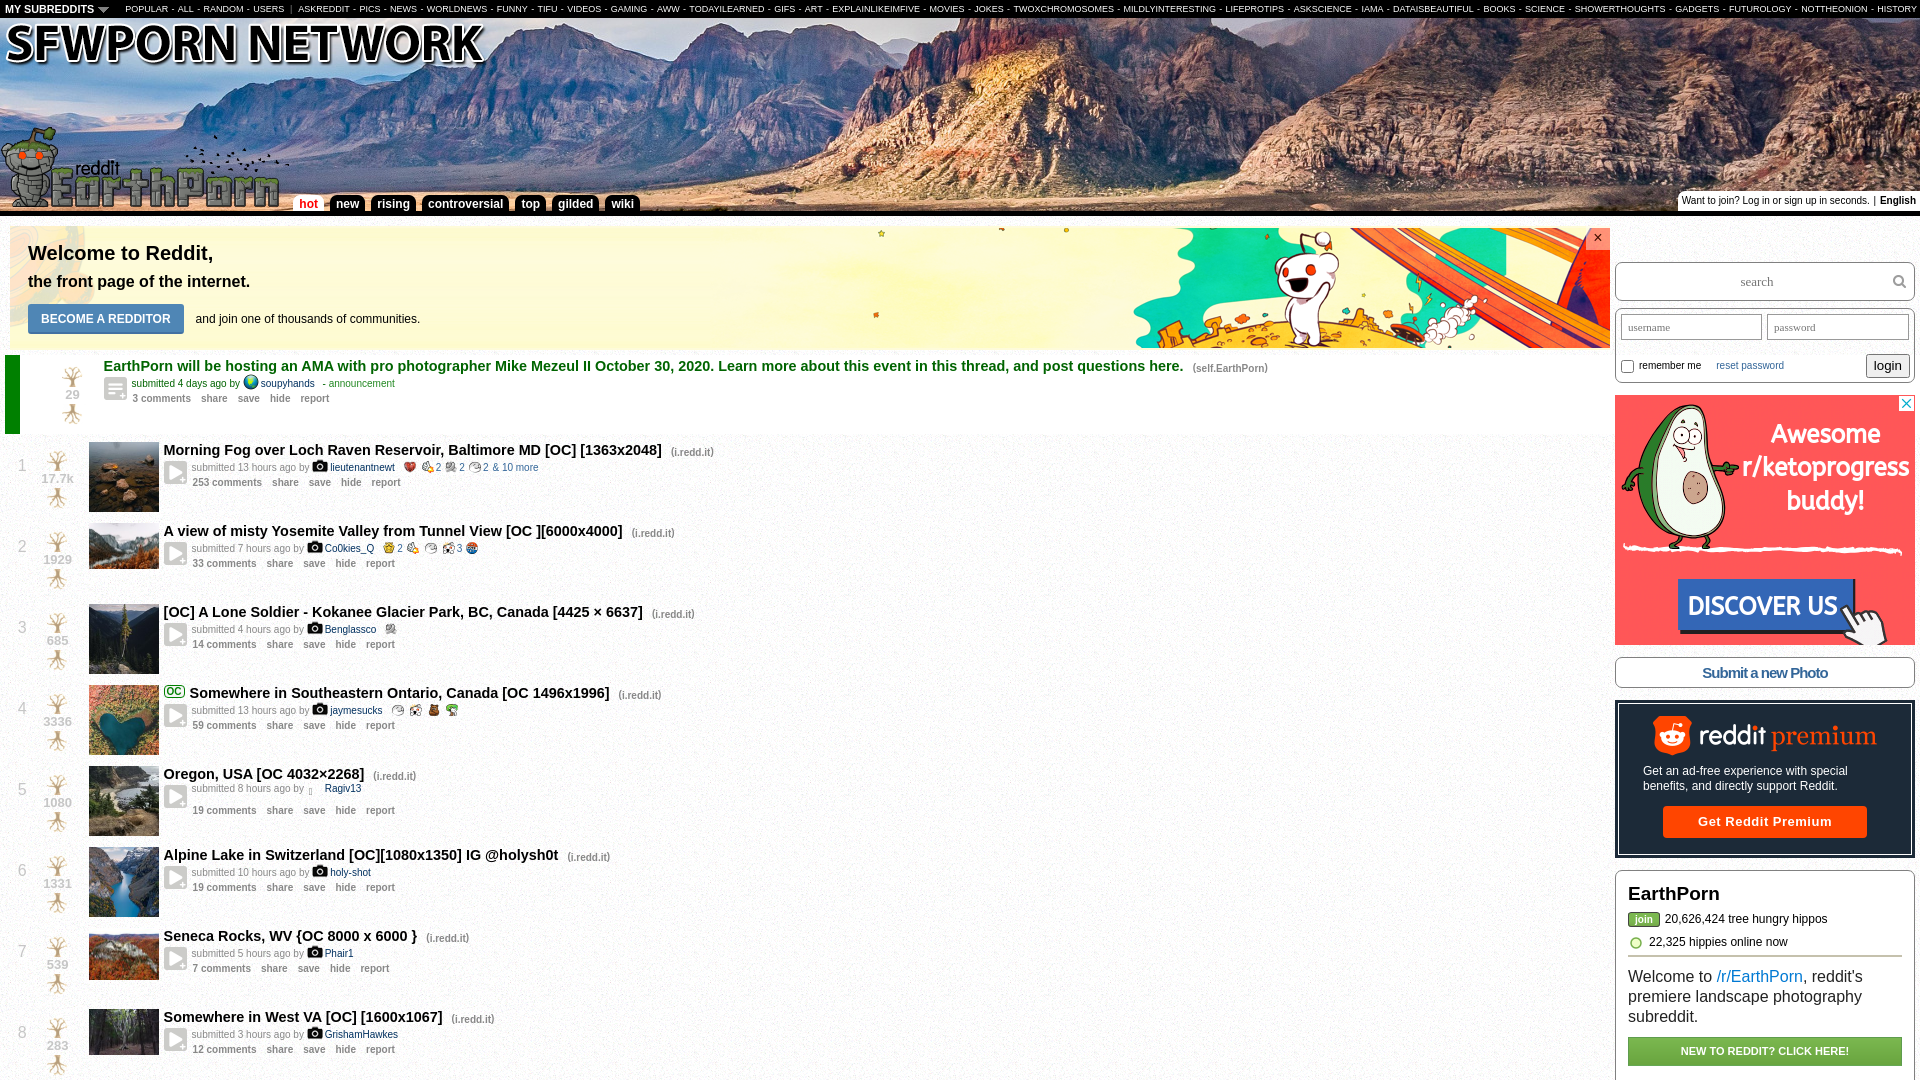 MY SUBREDDITS POPULAR - ALL - RANDOM - USERS | ASKREDDIT - PICS - NEWS - WORLDNEWS - FUNNY - TIFU - VIDEOS - GAMING - AWW - TODAYILEARNED - GIFS - ART - EXPLAINLIKEIMFIVE - MOVIES - JOKES - TWOXCHROMOSOMES - MILDLYINTERESTING - LIFEPROTIPS - ASKSCIENCE - IAMA - DATAISBEAUTIFUL - BOOKS - SCIENCE - SHOWERTHOUGHTS - GADGETS - FUTUROLOGY - NOTTHEONION - HISTORY
SFWPORN NETWORK
reddit
EarthPorn
hot new rising controversial top gilded wiki
Want to join? Log in or sign up in seconds. | English
Welcome to Reddit,
the front page of the internet.
BECOME A REDDITOR and join one of thousands of communities.
×
EarthPorn will be hosting an AMA with pro photographer Mike Mezeul II October 30, 2020. Learn more about this event in this thread, and post questions here. (self.EarthPorn)
29
submitted 4 days ago by soupyhands - announcement
3 comments share save hide report
1
17.7k
Morning Fog over Loch Raven Reservoir, Baltimore MD [OC] [1363x2048] (i.redd.it)
submitted 13 hours ago by lieutenantnewt 2 2 2 & 10 more
253 comments share save hide report
2
1929
A view of misty Yosemite Valley from Tunnel View [OC ][6000x4000] (i.redd.it)
submitted 7 hours ago by Co0kies_Q 2 3
33 comments share save hide report
3
685
[OC] A Lone Soldier - Kokanee Glacier Park, BC, Canada [4425 × 6637] (i.redd.it)
submitted 4 hours ago by Benglassco
14 comments share save hide report
4
3336
OC Somewhere in Southeastern Ontario, Canada [OC 1496x1996] (i.redd.it)
submitted 13 hours ago by jaymesucks
59 comments share save hide report
5
1080
Oregon, USA [OC 4032×2268] (i.redd.it)
submitted 8 hours ago by Ragiv13
19 comments share save hide report
6
1331
Alpine Lake in Switzerland [OC][1080x1350] IG @holysh0t (i.redd.it)
submitted 10 hours ago by holy-shot
19 comments share save hide report
7
539
Seneca Rocks, WV {OC 8000 x 6000 } (i.redd.it)
submitted 5 hours ago by Phair1
7 comments share save hide report
8
283
Somewhere in West VA [OC] [1600x1067] (i.redd.it)
submitted 3 hours ago by GrishamHawkes
12 comments share save hide report
search
username password
remember me reset password login
Awesome
r/ketoprogress
buddy!
DISCOVER US
Submit a new Photo
reddit premium
Get an ad-free experience with special
benefits, and directly support Reddit.
Get Reddit Premium
EarthPorn
join 20,626,424 tree hungry hippos
22,325 hippies online now
Welcome to /r/EarthPorn, reddit's
premiere landscape photography
subreddit.
NEW TO REDDIT? CLICK HERE!